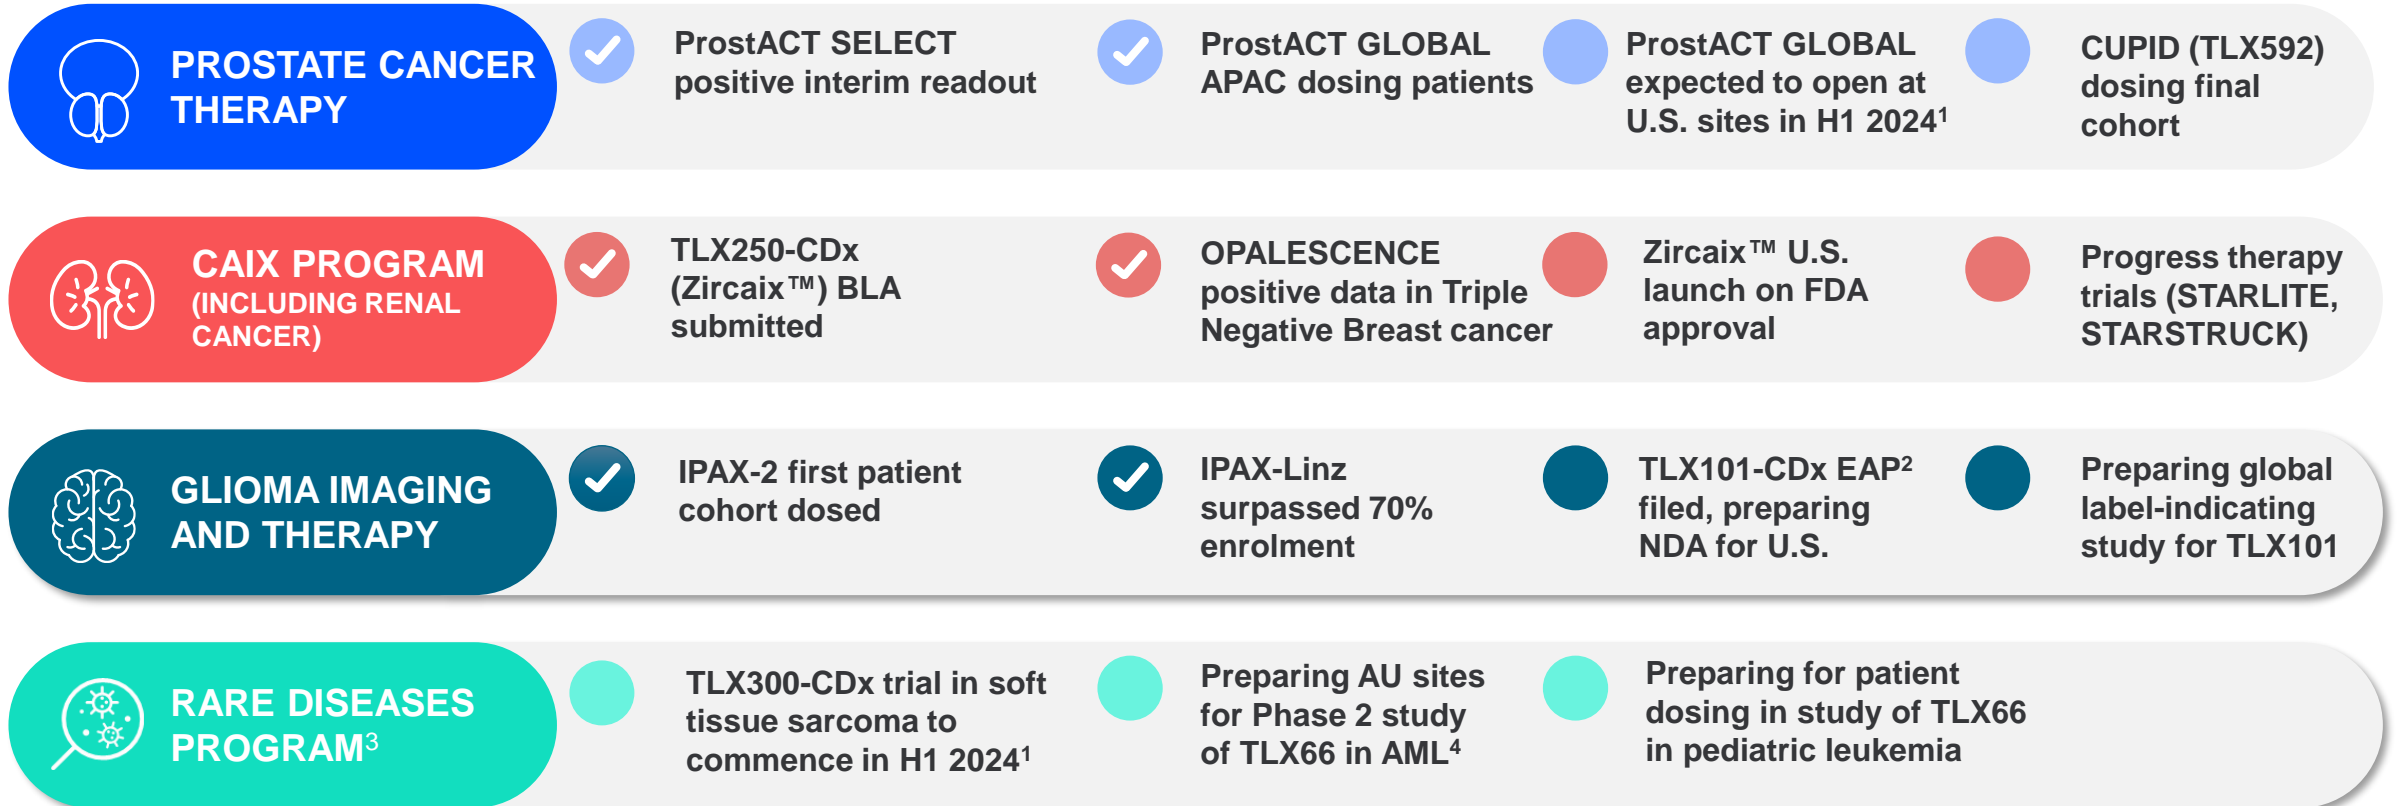 PROSTATE CANCER
THERAPY
ProstACT SELECT
positive interim readout
ProstACT GLOBAL
APAC dosing patients
ProstACT GLOBAL
expected to open at
U.S. sites in H1 2024¹
CUPID (TLX592)
dosing final
cohort
CAIX PROGRAM
(INCLUDING RENAL
CANCER)
TLX250-CDx
(Zircaix™) BLA
submitted
OPALESCENCE
positive data in Triple
Negative Breast cancer
Zircaix™ U.S.
launch on FDA
approval
Progress therapy
trials (STARLITE,
STARSTRUCK)
GLIOMA IMAGING
AND THERAPY
IPAX-2 first patient
cohort dosed
IPAX-Linz
surpassed 70%
enrolment
TLX101-CDx EAP²
filed, preparing
NDA for U.S.
Preparing global
label-indicating
study for TLX101
RARE DISEASES
PROGRAM³
TLX300-CDx trial in soft
tissue sarcoma to
commence in H1 2024¹
Preparing AU sites
for Phase 2 study
of TLX66 in AML⁴
Preparing for patient
dosing in study of TLX66
in pediatric leukemia